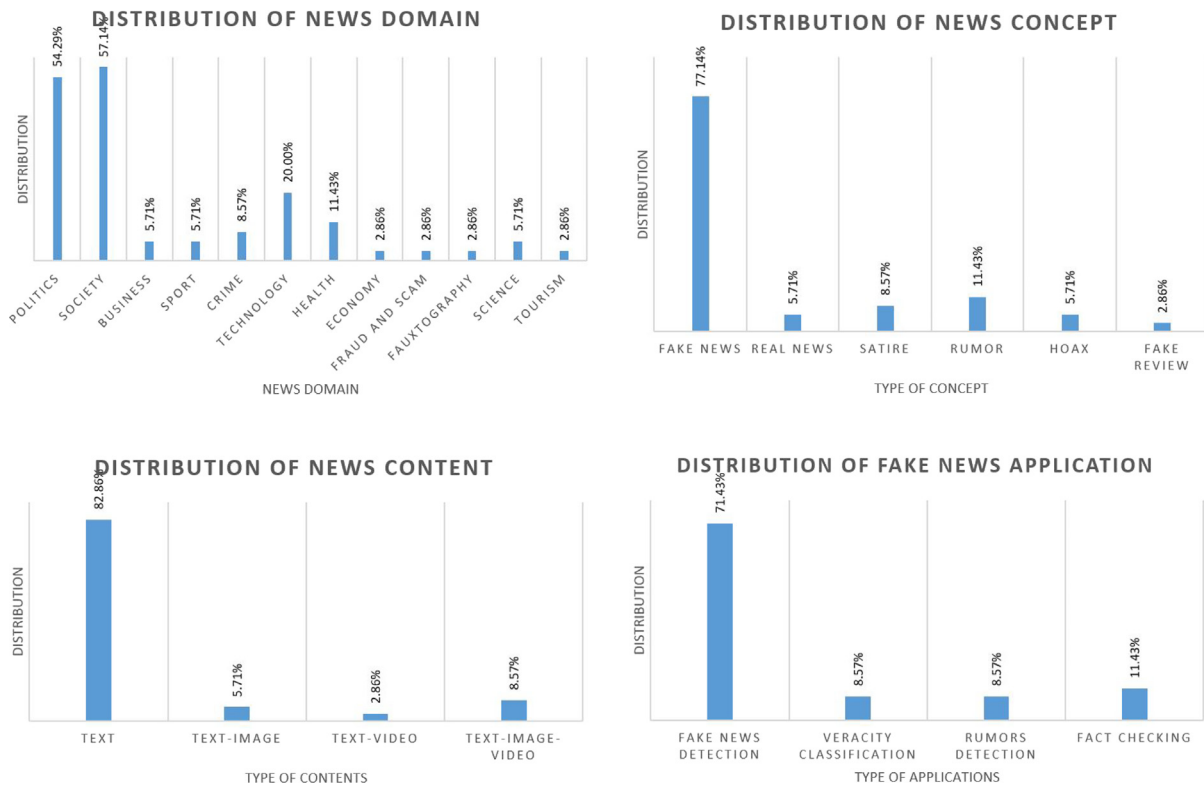 DISTRIBUTION OF NEWS DOMAIN
DISTRIBUTION
54.29%
57.14%
5.71%
5.71%
8.57%
20.00%
11.43%
2.86%
2.86%
2.86%
5.71%
2.86%
POLITICS
SOCIETY
BUSINESS
SPORT
CRIME
TECHNOLOGY
HEALTH
ECONOMY
FRAUD AND SCAM
FAUXTOGRAPHY
SCIENCE
TOURISM
NEWS DOMAIN
DISTRIBUTION OF NEWS CONCEPT
DISTRIBUTION
77.14%
5.71%
8.57%
11.43%
5.71%
2.86%
FAKE NEWS
REAL NEWS
SATIRE
RUMOR
HOAX
FAKE
REVIEW
TYPE OF CONCEPT
DISTRIBUTION OF NEWS CONTENT
DISTRIBUTION
82.86%
5.71%
2.86%
8.57%
TEXT
TEXT-IMAGE
TEXT-VIDEO
TEXT-IMAGE-
VIDEO
TYPE OF CONTENTS
DISTRIBUTION OF FAKE NEWS APPLICATION
DISTRIBUTION
71.43%
8.57%
8.57%
11.43%
FAKE NEWS
DETECTION
VERACITY
CLASSIFICATION
RUMORS
DETECTION
FACT CHECKING
TYPE OF APPLICATIONS